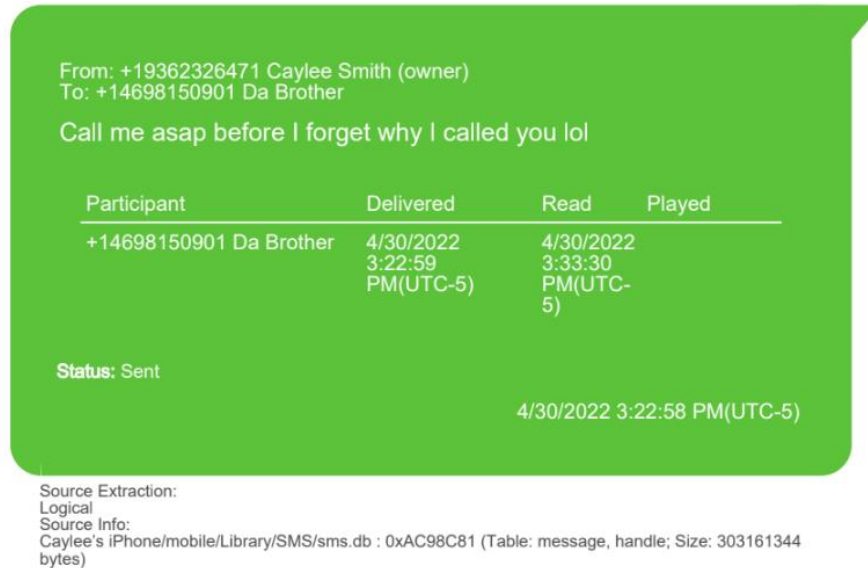 From: +19362326471 Caylee Smith (owner)
To: +14698150901 Da Brother
Call me asap before I forget why I called you lol
Participant Delivered Read Played
+14698150901 Da Brother 4/30/2022 4/30/2022
3:22:59 3:33:30
PM(UTC-5) PM(UTC-
5)
Status: Sent
4/30/2022 3:22:58 PM(UTC-5)
Source Extraction:
Logical
Source Info:
Caylee's iPhone/mobile/Library/SMS/sms.db : 0xAC98C81 (Table: message, handle; Size: 303161344
bytes)